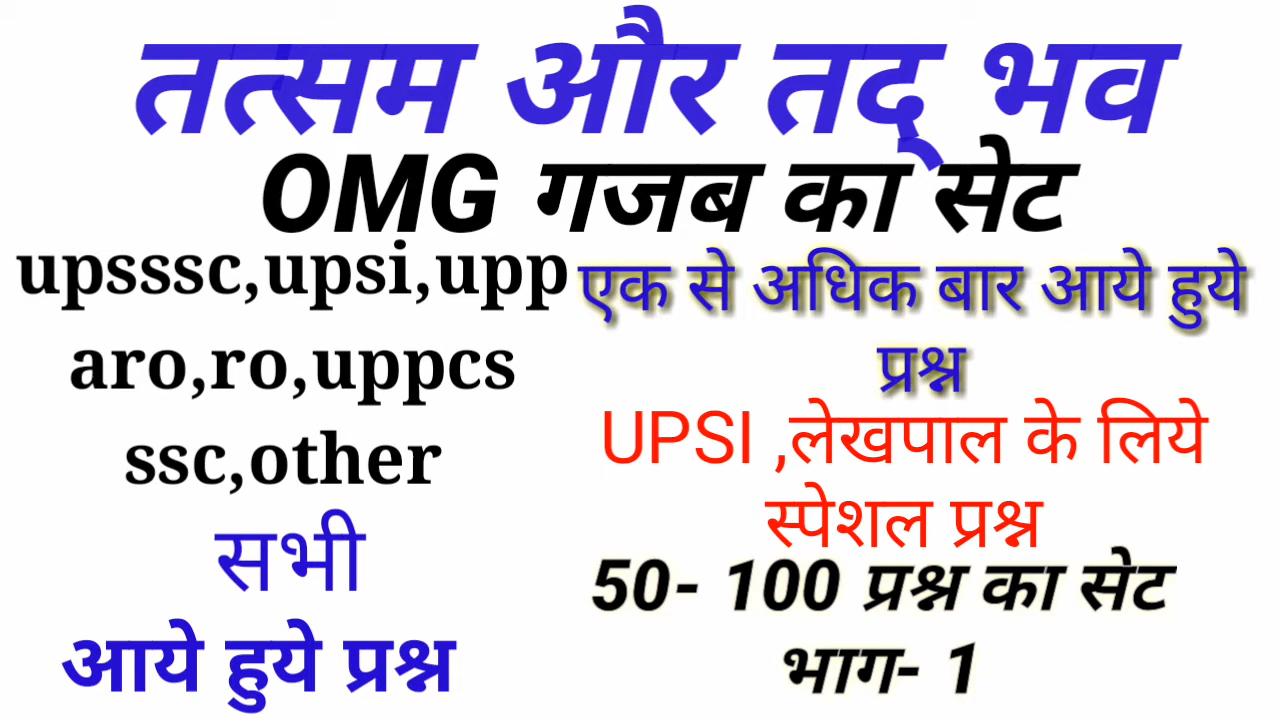 तत्सम और तद् भव
OMG गजब का सेट
upsssc,upsi,upp
aro,ro,uppcs
ssc,other
सभी
आये हुये प्रश्न
एक से अधिक बार आये हुये
प्रश्न
UPSI ,लेखपाल के लिये
स्पेशल प्रश्न
50- 100 प्रश्न का सेट
भाग- 1